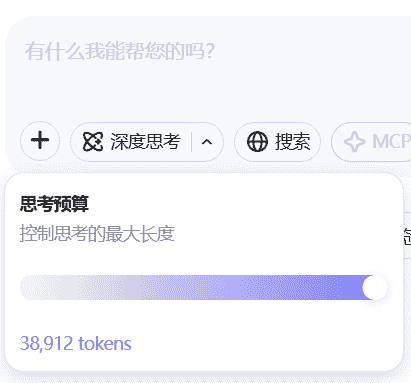 有什么我能帮您的吗？
深度思考
搜索
MCP
思考预算
控制思考的最大长度
38,912 tokens